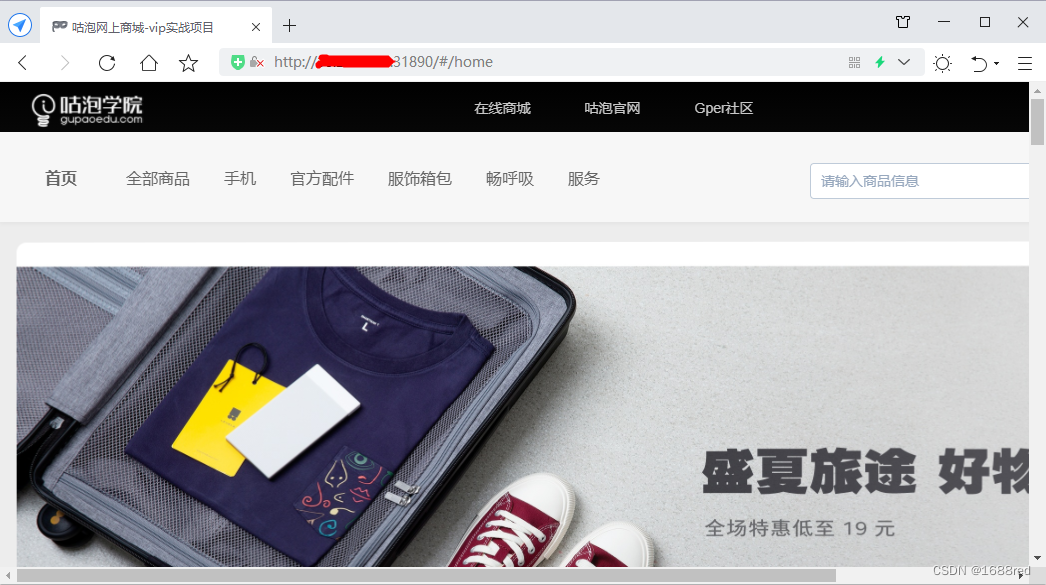 咕泡网上商城-vip实战项目
http:// 31890/#/home
咕泡学院
gupaoedu.com
在线商城 咕泡官网 Gper社区
首页 全部商品 手机 官方配件 服饰箱包 畅呼吸 服务
请输入商品信息
L
盛夏旅途 好物
全场特惠低至 19 元
CSDN @1688red